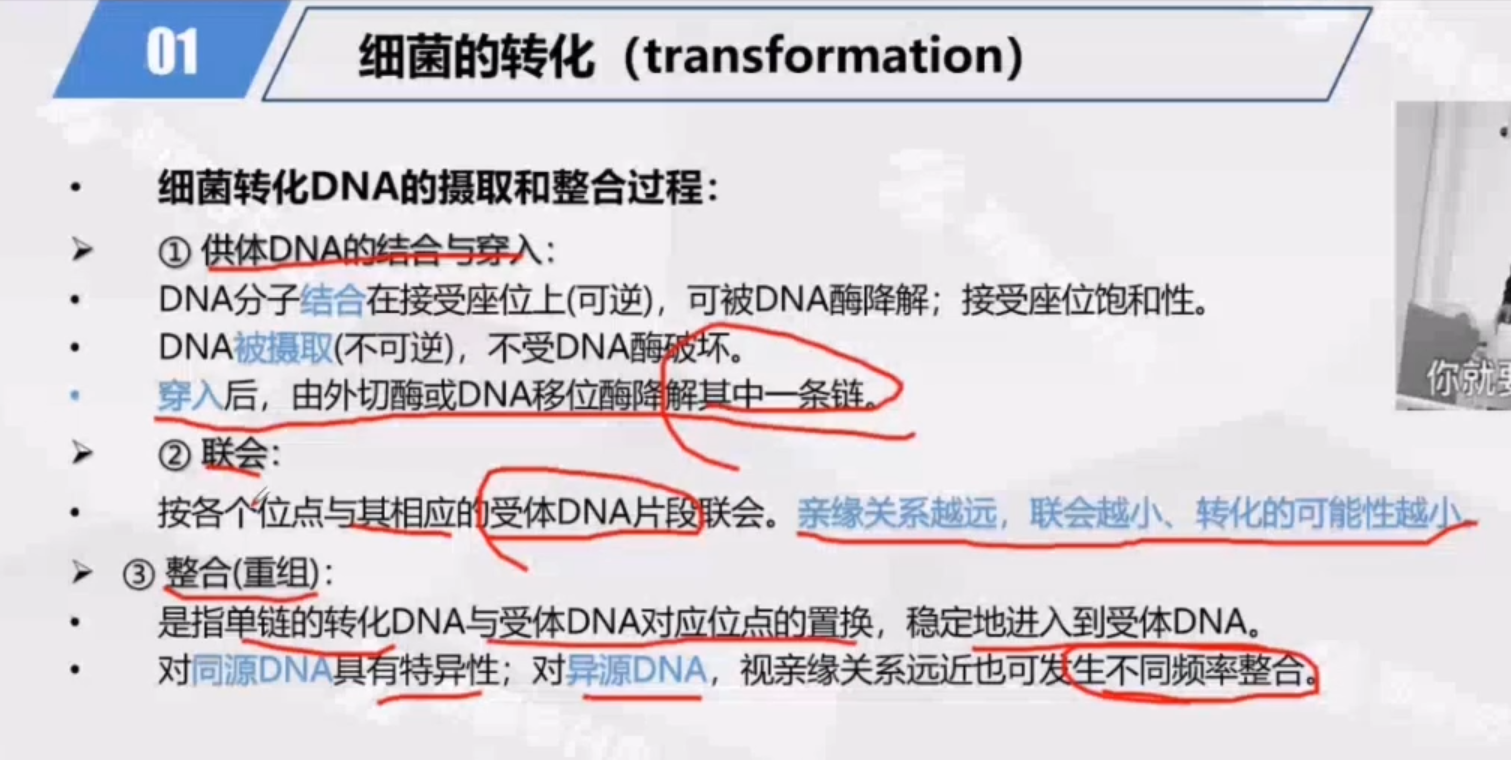 01
细菌的转化（transformation）
• 细菌转化DNA的摄取和整合过程：
➢ ① 供体DNA的结合与穿入：
• DNA分子结合在接受座位上(可逆)，可被DNA酶降解；接受座位饱和性。
• DNA被摄取(不可逆)，不受DNA酶破坏。
• 穿入后，由外切酶或DNA移位酶降解其中一条链。
你就要
➢ ② 联会：
• 按各个位点与其相应的受体DNA片段联会。亲缘关系越远，联会越小、转化的可能性越小
➢ ③ 整合(重组)：
• 是指单链的转化DNA与受体DNA对应位点的置换，稳定地进入到受体DNA。
• 对同源DNA具有特异性；对异源DNA，视亲缘关系远近也可发生不同频率整合。